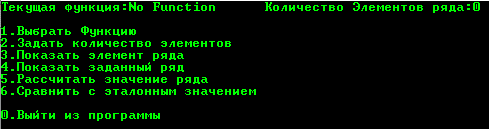 Текущая функция:No Function Количество Элементов ряда:0
1.Выбрать Функцию
2.Задать количество элементов
3.Показать элемент ряда
4.Показать заданный ряд
5.Рассчитать значение ряда
6.Сравнить с эталонным значением
0.Выйти из программы